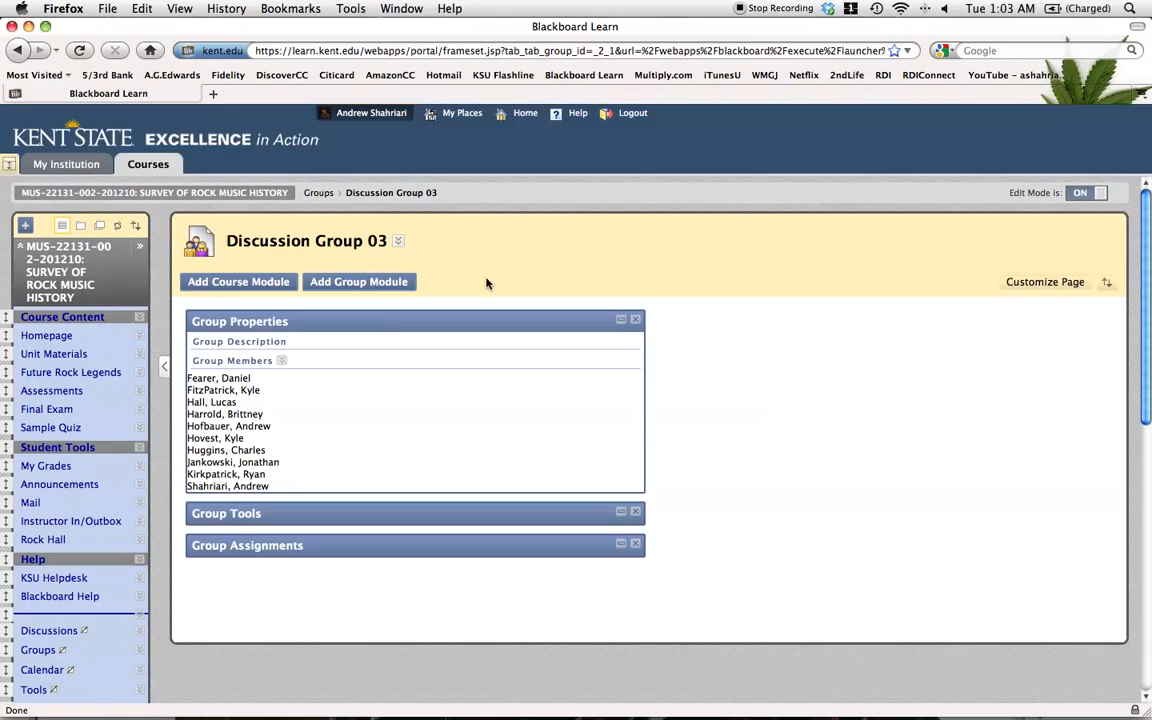 Firefox File Edit View History Bookmarks Tools Window Help Stop Recording Tue 1:03 AM (Charged)
Blackboard Learn
kent.edu https://learn.kent.edu/webapps/portal/frameset.jsp?tab_tab_group_id=_2_1&url=%2Fwebapps%2Fblackboard%2Fexecute%2Flauncher? Google
Most Visited 5/3rd Bank A.G.Edwards Fidelity DiscoverCC Citicard AmazonCC Hotmail KSU Flashline Blackboard Learn Multiply.com iTunesU WMGJ Netflix 2ndLife RDI RDIConnect YouTube - ashahria...
Blackboard Learn
Andrew Shahriari My Places Home Help Logout
KENT STATE EXCELLENCE in Action
My Institution Courses
MUS-22131-002-201210: SURVEY OF ROCK MUSIC HISTORY Groups > Discussion Group 03 Edit Mode is: ON
MUS-22131-00
2-201210:
SURVEY OF
ROCK MUSIC
HISTORY
Course Content
Homepage
Unit Materials
Future Rock Legends
Assessments
Final Exam
Sample Quiz
Student Tools
My Grades
Announcements
Mail
Instructor In/Outbox
Rock Hall
Help
KSU Helpdesk
Blackboard Help
Discussions
Groups
Calendar
Tools
Discussion Group 03
Add Course Module Add Group Module Customize Page
Group Properties
Group Description
Group Members
Fearer, Daniel
FitzPatrick, Kyle
Hall, Lucas
Harrold, Brittney
Hofbauer, Andrew
Hovest, Kyle
Huggins, Charles
Jankowski, Jonathan
Kirkpatrick, Ryan
Shahriari, Andrew
Group Tools
Group Assignments
Done